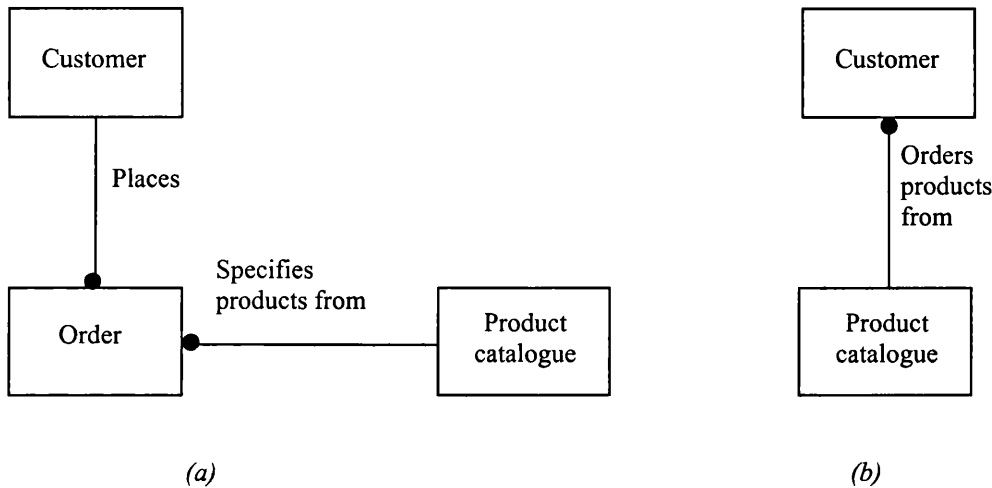 Customer
Places
Order
Specifies
products from
Product
catalogue
(a)
Customer
Orders
products
from
Product
catalogue
(b)